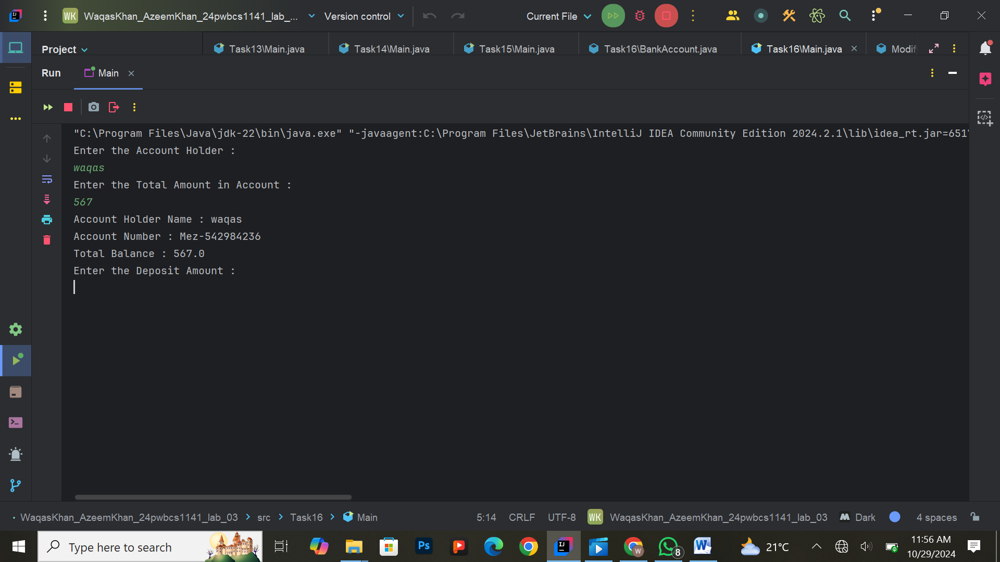 WK WaqasKhan_AzeemKhan_24pwbcs1141_lab_... Version control Current File
Project Task13\Main.java Task14\Main.java Task15\Main.java Task16\BankAccount.java Task16\Main.java Modif
Run Main
"C:\Program Files\Java\jdk-22\bin\java.exe" "-javaagent:C:\Program Files\JetBrains\IntelliJ IDEA Community Edition 2024.2.1\lib\idea_rt.jar=651
Enter the Account Holder :
waqas
Enter the Total Amount in Account :
567
Account Holder Name : waqas
Account Number : Mez-542984236
Total Balance : 567.0
Enter the Deposit Amount :
WaqasKhan_AzeemKhan_24pwbcs1141_lab_03 src Task16 Main 5:14 CRLF UTF-8 WK WaqasKhan_AzeemKhan_24pwbcs1141_lab_03 Dark 4 spaces
Type here to search Ps IJ W 8 W 21°C 11:56 AM
10/29/2024